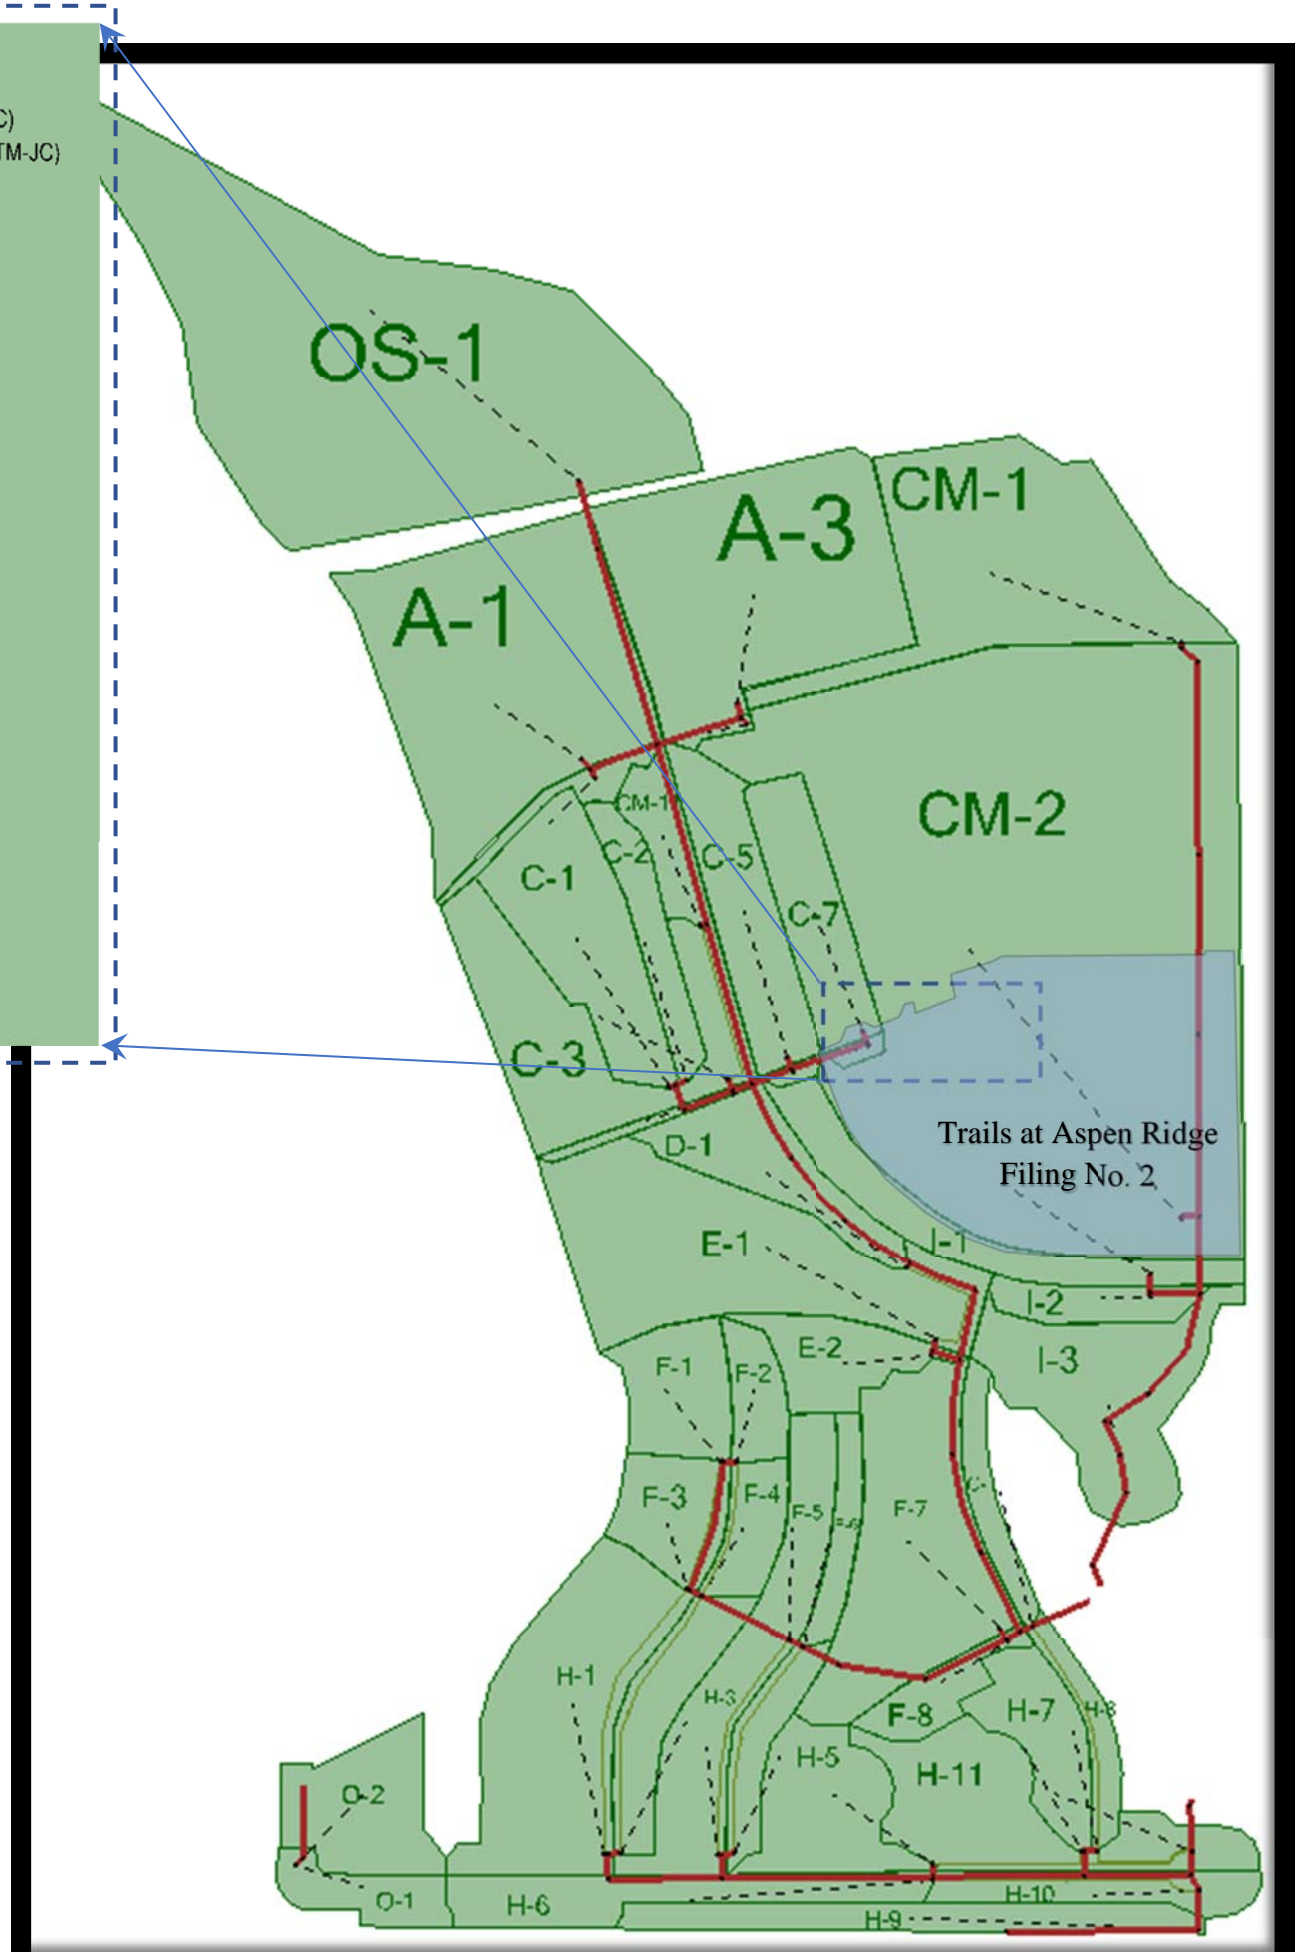 C)
TM-JC)
OS-1
CM-1
A-3
A-1
CM-2
CM-1
C-2
C-5
C-1
C-7
C-3
Trails at Aspen Ridge
Filing No. 2
D-1
E-1
I-1
I-2
E-2
I-3
F-1
F-2
F-3
F-4
F-5
F-7
H-1
H-3
F-8
H-7
H-8
H-5
H-11
O-2
O-1
H-6
H-10
H-9